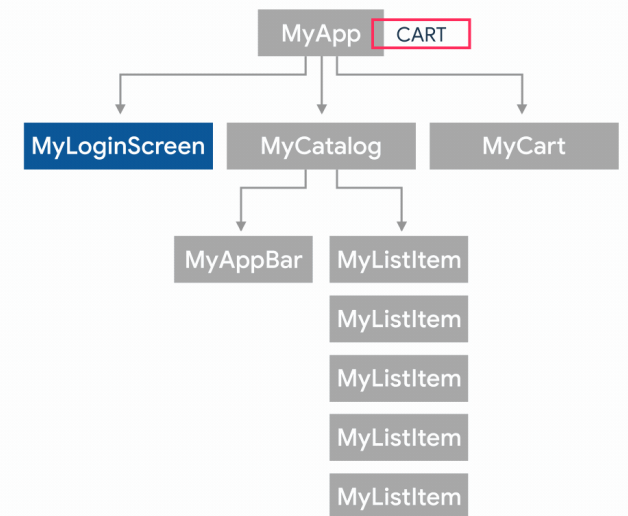 MyApp
CART
MyLoginScreen
MyCatalog
MyCart
MyAppBar
MyListItem
MyListItem
MyListItem
MyListItem
MyListItem